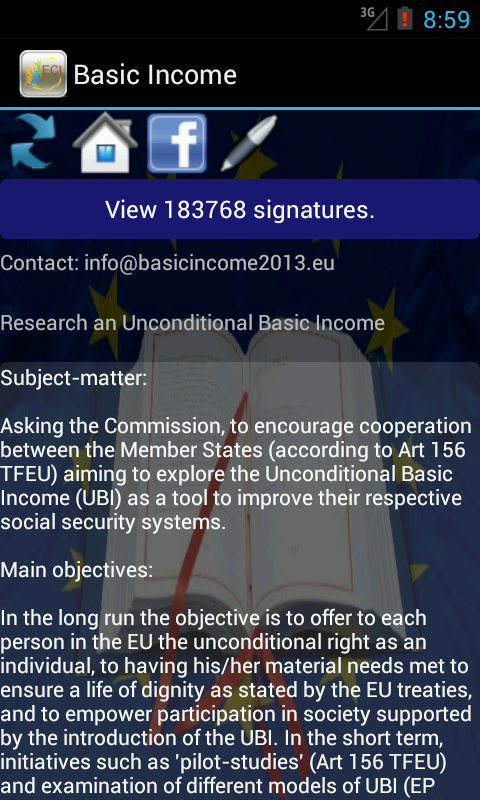 3G 8:59
ECI Basic Income
View 183768 signatures.
Contact: info@basicincome2013.eu
Research an Unconditional Basic Income
Subject-matter:
Asking the Commission, to encourage cooperation
between the Member States (according to Art 156
TFEU) aiming to explore the Unconditional Basic
Income (UBI) as a tool to improve their respective
social security systems.
Main objectives:
In the long run the objective is to offer to each
person in the EU the unconditional right as an
individual, to having his/her material needs met to
ensure a life of dignity as stated by the EU treaties,
and to empower participation in society supported
by the introduction of the UBI. In the short term,
initiatives such as 'pilot-studies' (Art 156 TFEU)
and examination of different models of UBI (EP